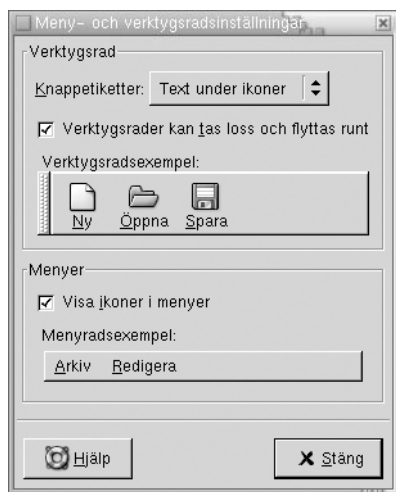 Meny- och verktygsradsinställningar
Verktygsrad
Knappetiketter: Text under ikoner
Verktygsrader kan tas loss och flyttas runt
Verktygsradsexempel:
Ny Öppna Spara
Menyer
Visa ikoner i menyer
Menyradsexempel:
Arkiv Redigera
Hjälp Stäng